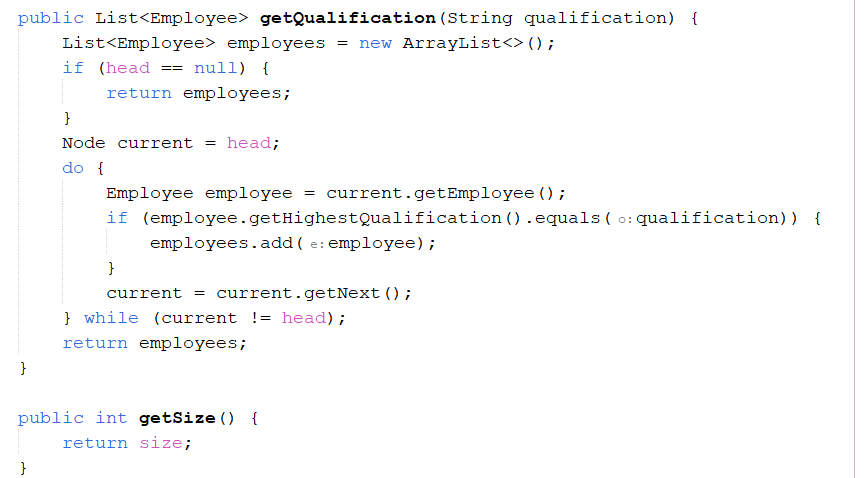 public List<Employee> getQualification(String qualification) {
    List<Employee> employees = new ArrayList<>();
    if (head == null) {
        return employees;
    }
    Node current = head;
    do {
        Employee employee = current.getEmployee();
        if (employee.getHighestQualification().equals( o: qualification)) {
            employees.add( e: employee);
        }
        current = current.getNext();
    } while (current != head);
    return employees;
}

public int getSize() {
    return size;
}